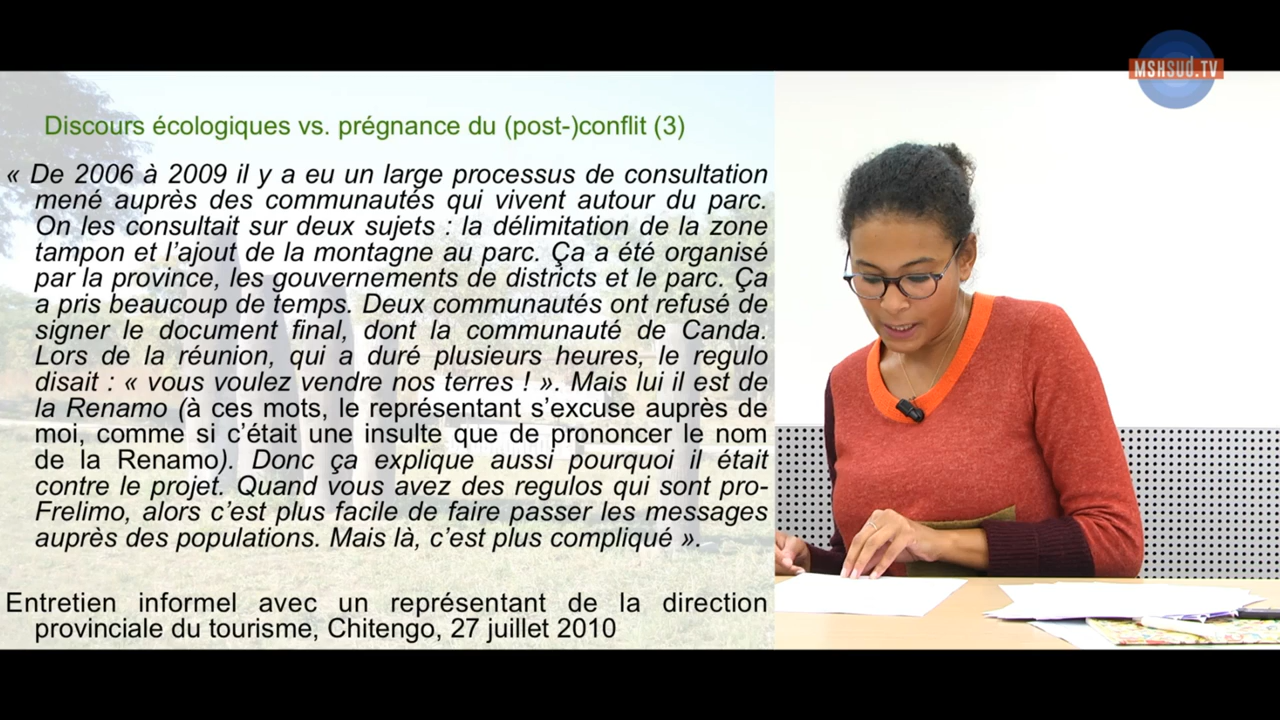 MSHSUD.TV
Discours écologiques vs. prégnance du (post-)conflit (3)
« De 2006 à 2009 il y a eu un large processus de consultation
mené auprès des communautés qui vivent autour du parc.
On les consultait sur deux sujets : la délimitation de la zone
tampon et l’ajout de la montagne au parc. Ça a été organisé
par la province, les gouvernements de districts et le parc. Ça
a pris beaucoup de temps. Deux communautés ont refusé de
signer le document final, dont la communauté de Canda.
Lors de la réunion, qui a duré plusieurs heures, le regulo
disait : « vous voulez vendre nos terres ! ». Mais lui il est de
la Renamo (à ces mots, le représentant s’excuse auprès de
moi, comme si c’était une insulte que de prononcer le nom
de la Renamo). Donc ça explique aussi pourquoi il était
contre le projet. Quand vous avez des regulos qui sont pro-
Frelimo, alors c’est plus facile de faire passer les messages
auprès des populations. Mais là, c’est plus compliqué ».
Entretien informel avec un représentant de la direction
provinciale du tourisme, Chitengo, 27 juillet 2010